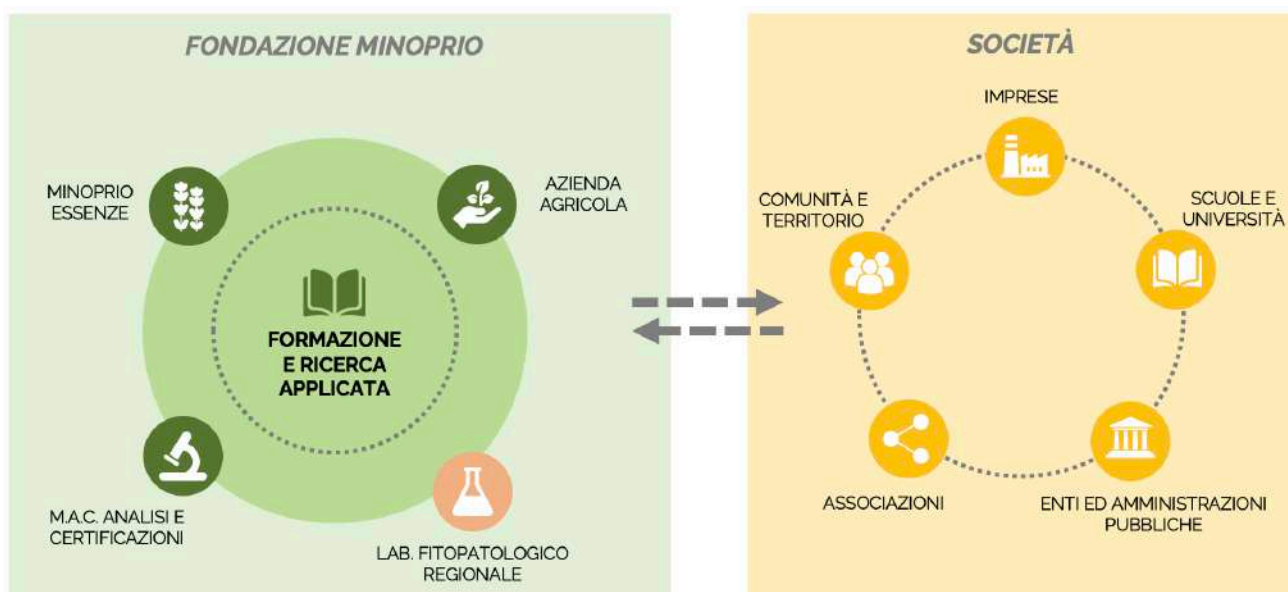 FONDAZIONE MINOPRIO
MINOPRIO
ESSENZE
AZIENDA
AGRICOLA
FORMAZIONE
E RICERCA
APPLICATA
M.A.C. ANALISI E
CERTIFICAZIONI
LAB. FITOPATOLOGICO
REGIONALE
SOCIETÀ
IMPRESE
COMUNITÀ E
TERRITORIO
SCUOLE E
UNIVERSITÀ
ASSOCIAZIONI
ENTI ED AMMINISTRAZIONI
PUBBLICHE